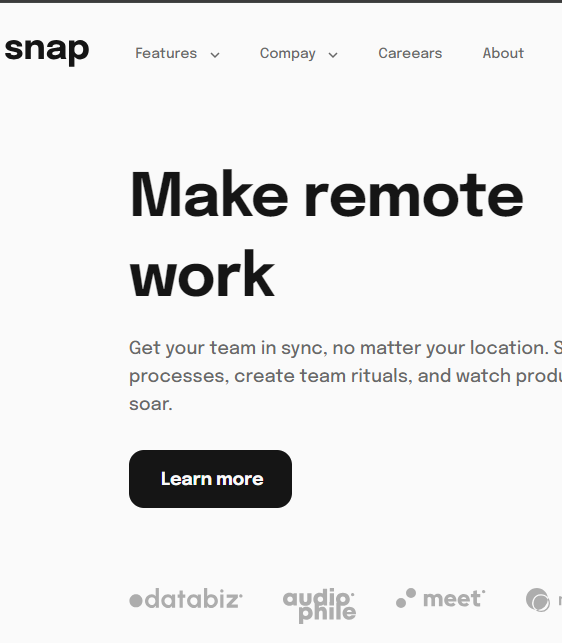 snap Features Compay Careers About
Make remote
work
Get your team in sync, no matter your location. S
processes, create team rituals, and watch produ
soar.
Learn more
databiz audio meet
phile